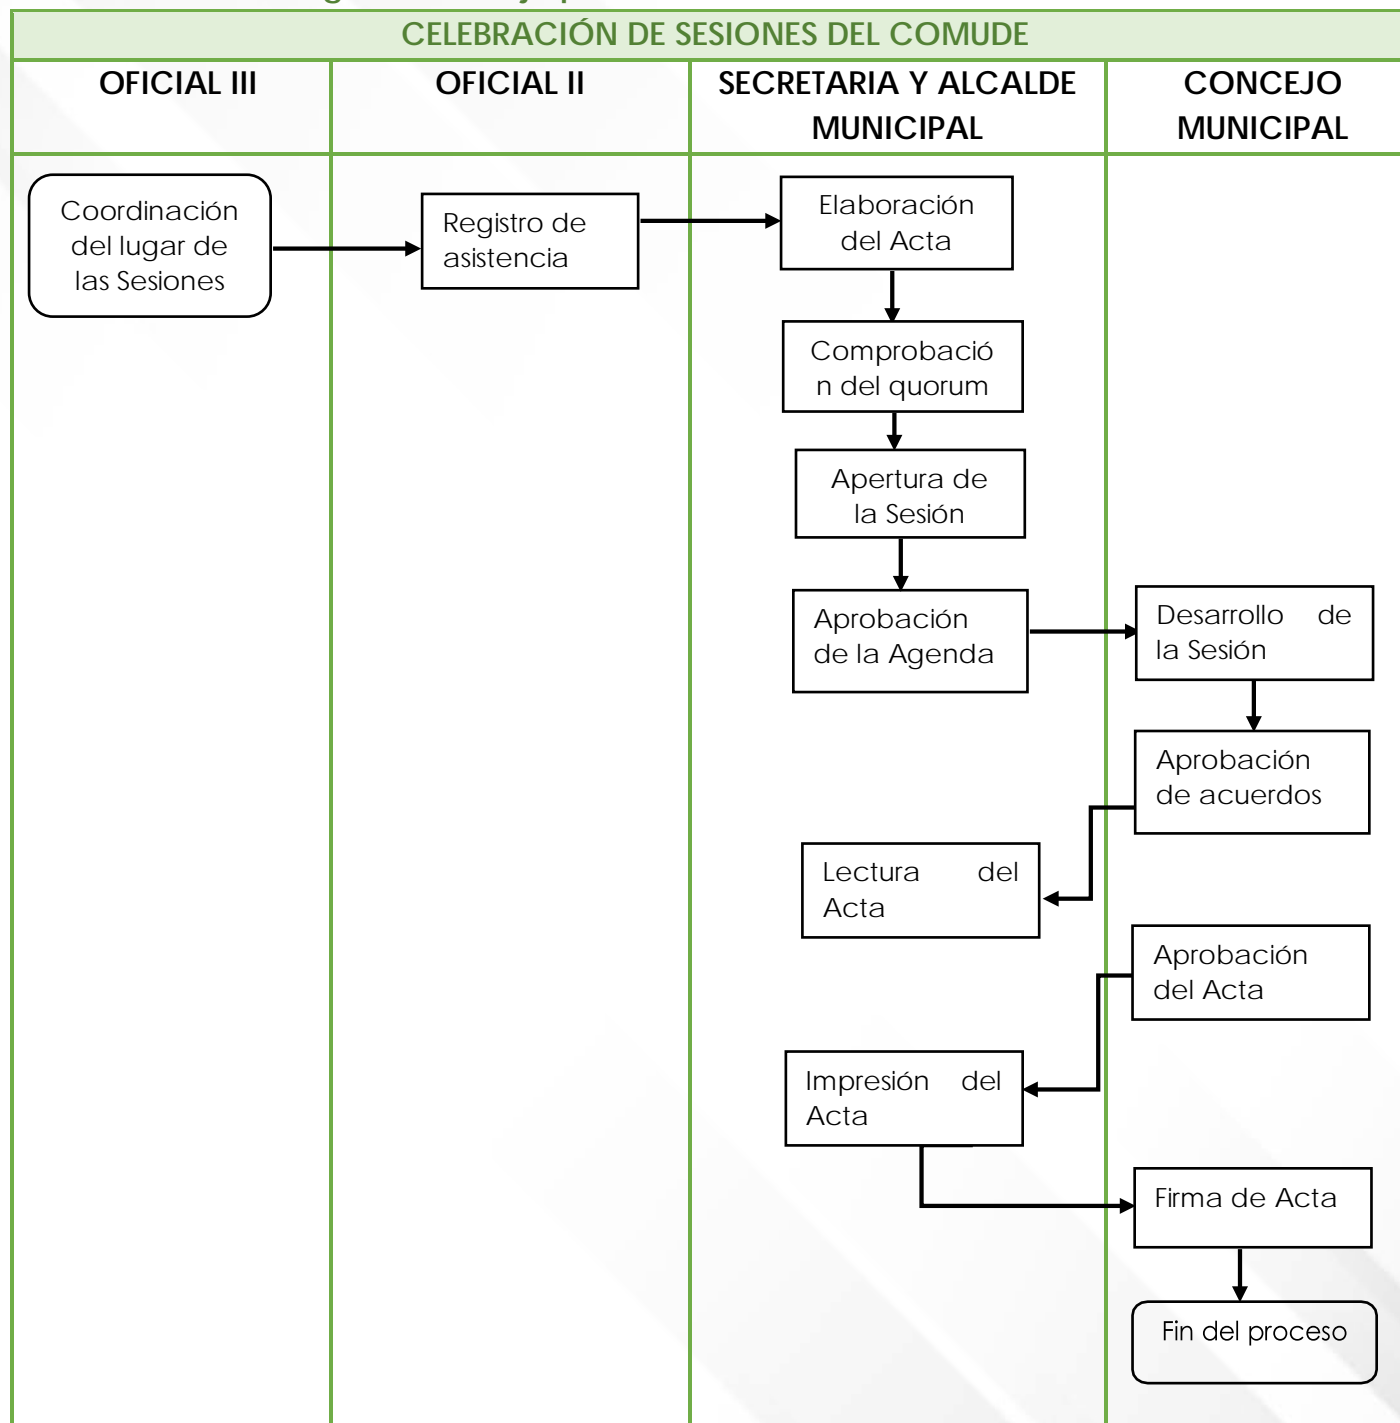 CELEBRACIÓN DE SESIONES DEL COMUDE
OFICIAL III
OFICIAL II
SECRETARIA Y ALCALDE
MUNICIPAL
CONCEJO
MUNICIPAL
Coordinación
del lugar de
las Sesiones
Registro de
asistencia
Elaboración
del Acta
Comprobació
n del quorum
Apertura de
la Sesión
Aprobación
de la Agenda
Desarrollo de
la Sesión
Aprobación
de acuerdos
Lectura del
Acta
Aprobación
del Acta
Impresión del
Acta
Firma de Acta
Fin del proceso